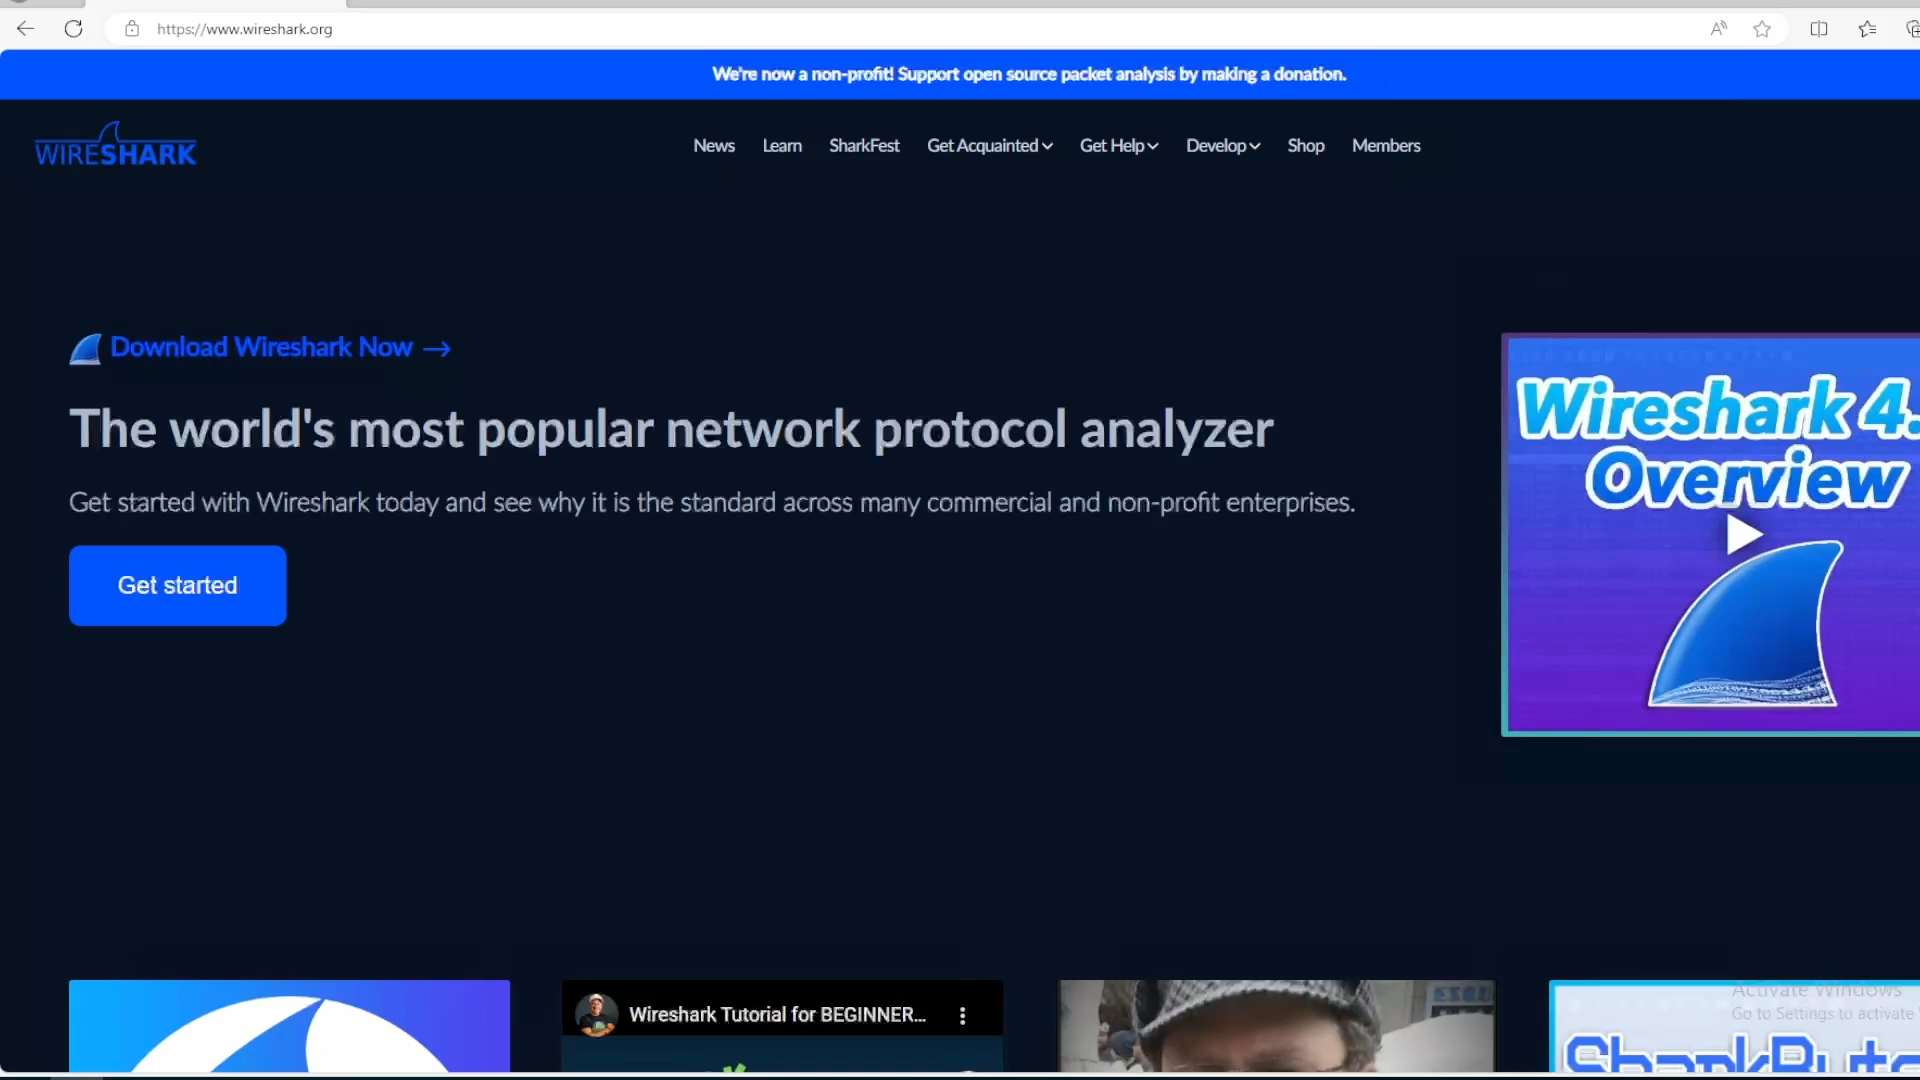 https://www.wireshark.org
We're now a non-profit! Support open source packet analysis by making a donation.
WIRESHARK
News Learn SharkFest Get Acquainted Get Help Develop Shop Members
Download Wireshark Now →
The world's most popular network protocol analyzer
Get started with Wireshark today and see why it is the standard across many commercial and non-profit enterprises.
Get started
Wireshark 4.
Overview
Wireshark Tutorial for BEGINNER...
Activate Windows
Go to Settings to activate